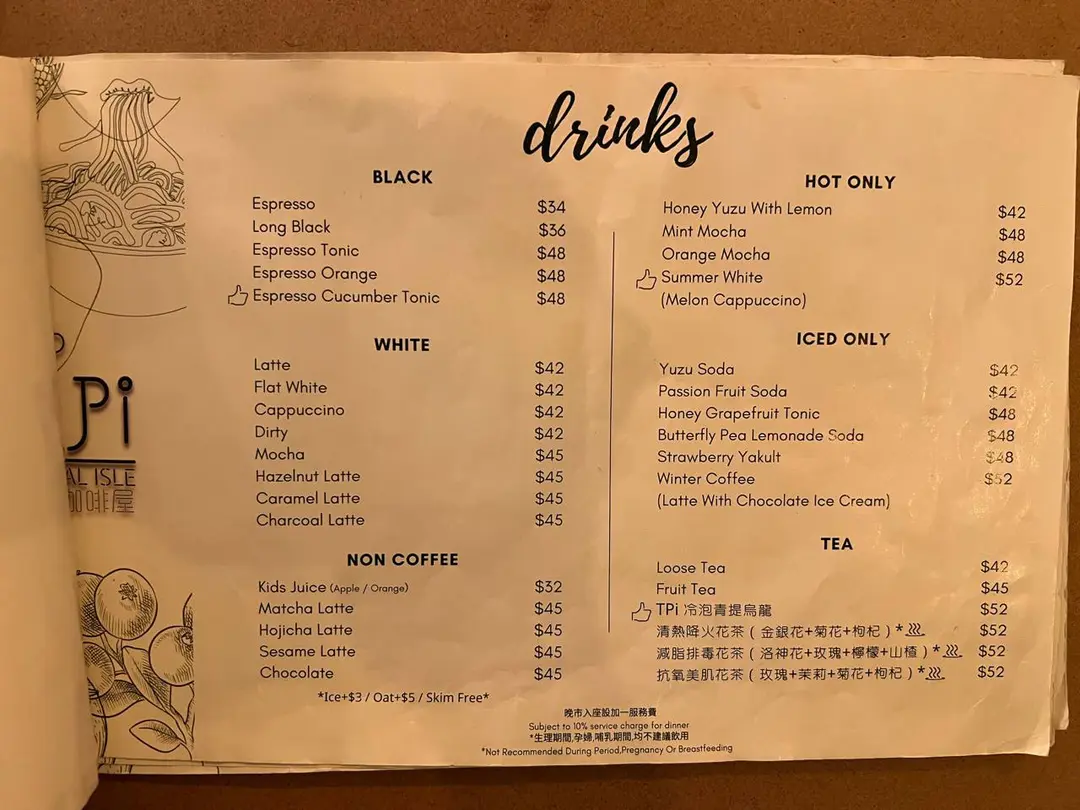 drinks
BLACK
Espresso $34
Long Black $36
Espresso Tonic $48
Espresso Orange $48
Espresso Cucumber Tonic $48
WHITE
Latte $42
Flat White $42
Cappuccino $42
Dirty $42
Mocha $45
Hazelnut Latte $45
Caramel Latte $45
Charcoal Latte $45
NON COFFEE
Kids Juice (Apple / Orange) $32
Matcha Latte $45
Hojicha Latte $45
Sesame Latte $45
Chocolate $45
*Ice+$3 / Oat+$5 / Skim Free*
HOT ONLY
Honey Yuzu With Lemon $42
Mint Mocha $48
Orange Mocha $48
Summer White $52
(Melon Cappuccino)
ICED ONLY
Yuzu Soda $42
Passion Fruit Soda $42
Honey Grapefruit Tonic $48
Butterfly Pea Lemonade Soda $48
Strawberry Yakult $48
Winter Coffee $52
(Latte With Chocolate Ice Cream)
TEA
Loose Tea $42
Fruit Tea $45
TPi 冷泡青提烏龍 $52
清熱降火花茶 ( 金銀花+菊花+枸杞 ) * $52
減脂排毒花茶 ( 洛神花+玫瑰+檸檬+山楂 ) * $52
抗氧美肌花茶 ( 玫瑰+茉莉+菊花+枸杞 ) * $52
晚市入座設加一服務費
Subject to 10% service charge for dinner
*生理期間,孕婦,哺乳期間,均不建議飲用
*Not Recommended During Period,Pregnancy Or Breastfeeding
Pi
AL ISLE
咖啡屋